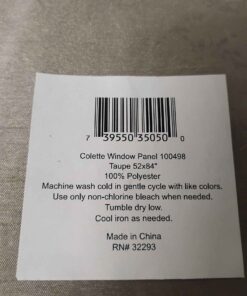 7 39550 35050 0
Colette Window Panel 100498
Taupe 52x84"
100% Polyester
Machine wash cold in gentle cycle with like colors.
Use only non-chlorine bleach when needed.
Tumble dry low.
Cool iron as needed.
Made in China
RN# 32293